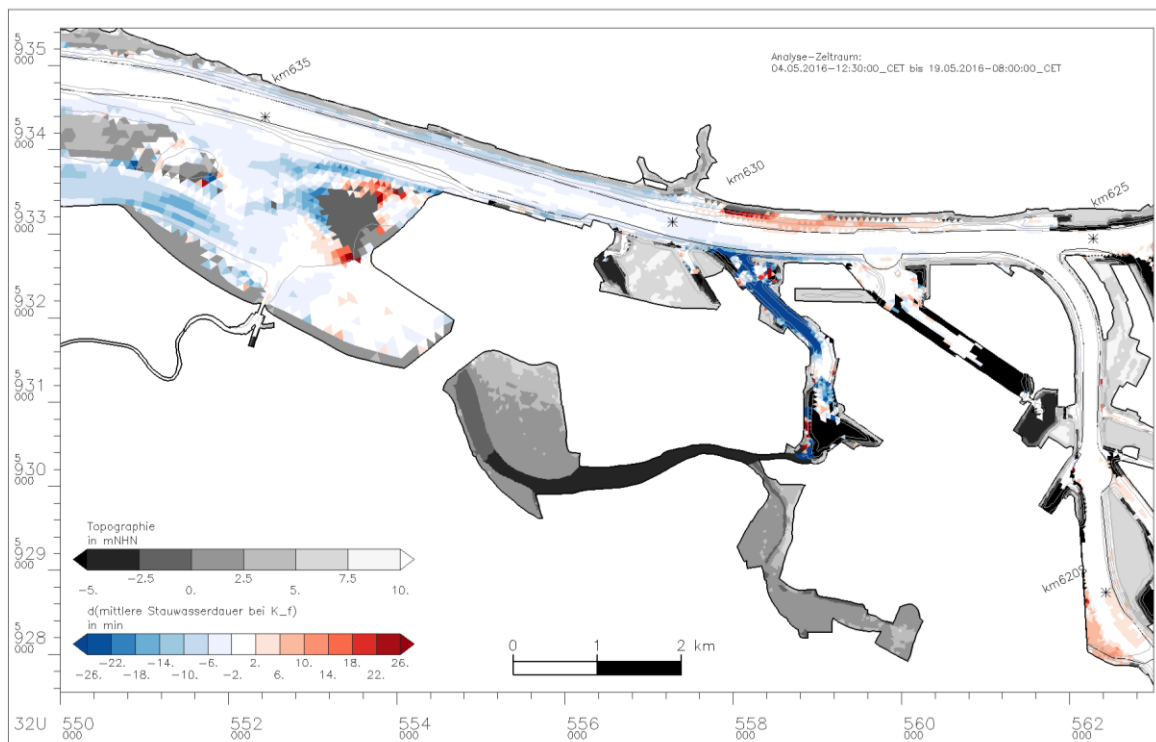 Analyse-Zeitraum:
04.05.2016-12:30:00_CET bis 19.05.2016-08:00:00_CET
km635
km630
km625
km620S
5
935
000
5
934
000
5
933
000
5
932
000
5
931
000
5
930
000
5
929
000
5
928
000
Topographie
in mNHN
-2.5 2.5 7.5
-5. 0. 5. 10.
d(mittlere Stauwasserdauer bei K_f)
in min
-22. -14. -6. 2. 10. 18. 26.
-26. -18. -10. -2. 6. 14. 22.
0 1 2 km
32U 550 552 554 556 558 560 562
000 000 000 000 000 000 000